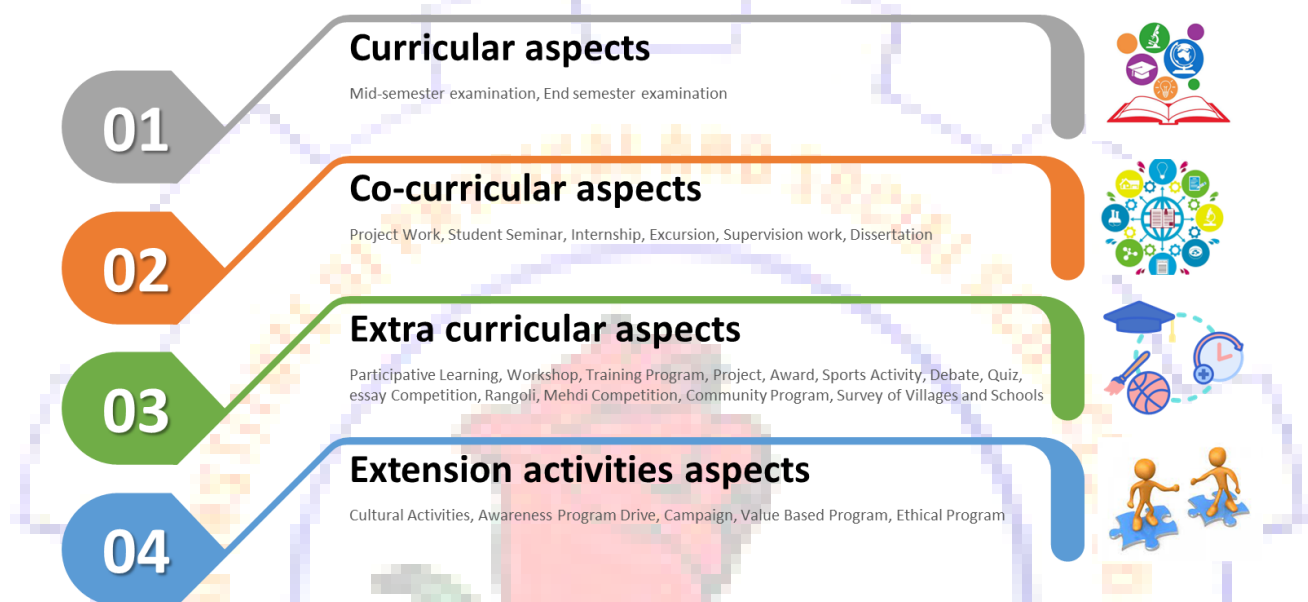 01
Curricular aspects
Mid-semester examination, End semester examination
02
Co-curricular aspects
Project Work, Student Seminar, Internship, Excursion, Supervision work, Dissertation
03
Extra curricular aspects
Participative Learning, Workshop, Training Program, Project, Award, Sports Activity, Debate, Quiz,
essay Competition, Rangoli, Mehdi Competition, Community Program, Survey of Villages and Schools
04
Extension activities aspects
Cultural Activities, Awareness Program Drive, Campaign, Value Based Program, Ethical Program